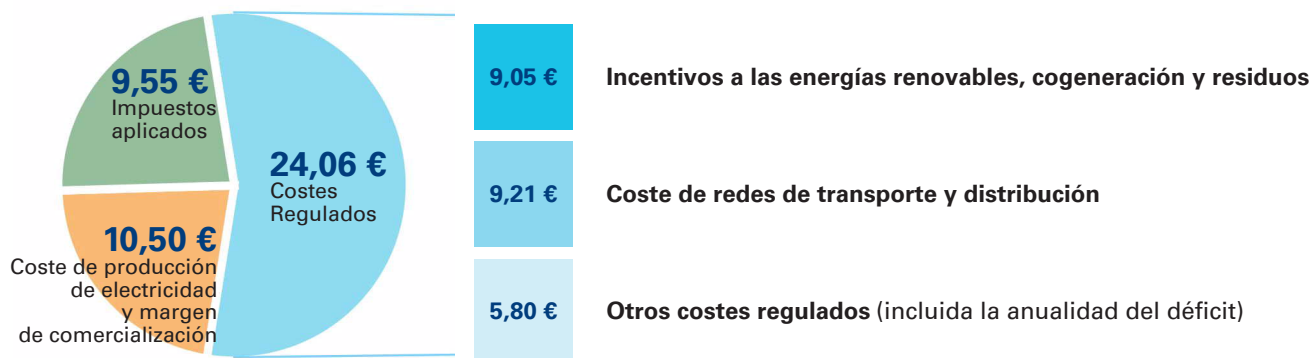 9,55 €
Impuestos
aplicados
24,06 €
Costes
Regulados
10,50 €
Coste de producción
de electricidad
y margen
de comercialización
9,05 € Incentivos a las energías renovables, cogeneración y residuos
9,21 € Coste de redes de transporte y distribución
5,80 € Otros costes regulados (incluida la anualidad del déficit)